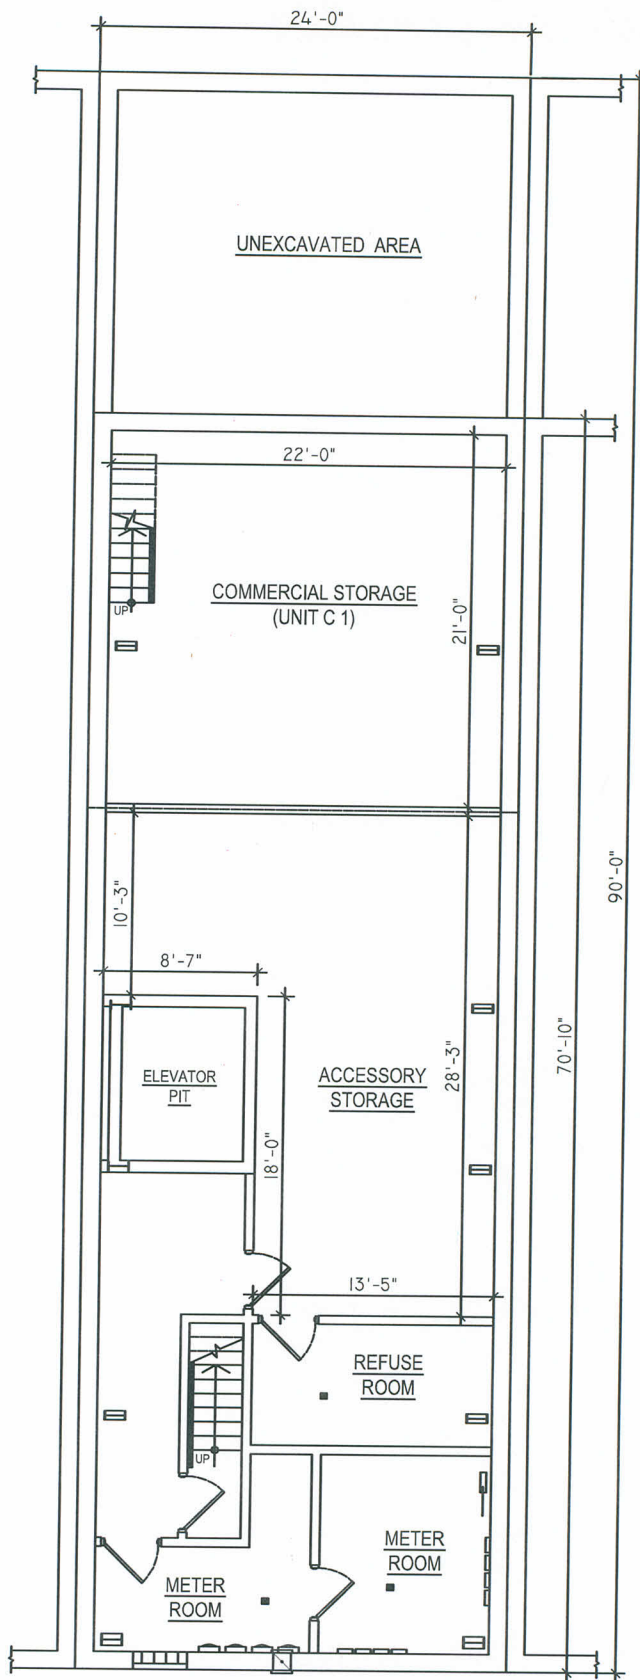 24'-0"
UNEXCAVATED AREA
22'-0"
COMMERCIAL STORAGE
(UNIT C 1)
21'-0"
UP
10'-3"
90'-0"
8'-7"
70'-10"
ELEVATOR
PIT
ACCESSORY
STORAGE
28'-3"
18'-0"
13'-5"
REFUSE
ROOM
UP
METER
ROOM
METER
ROOM